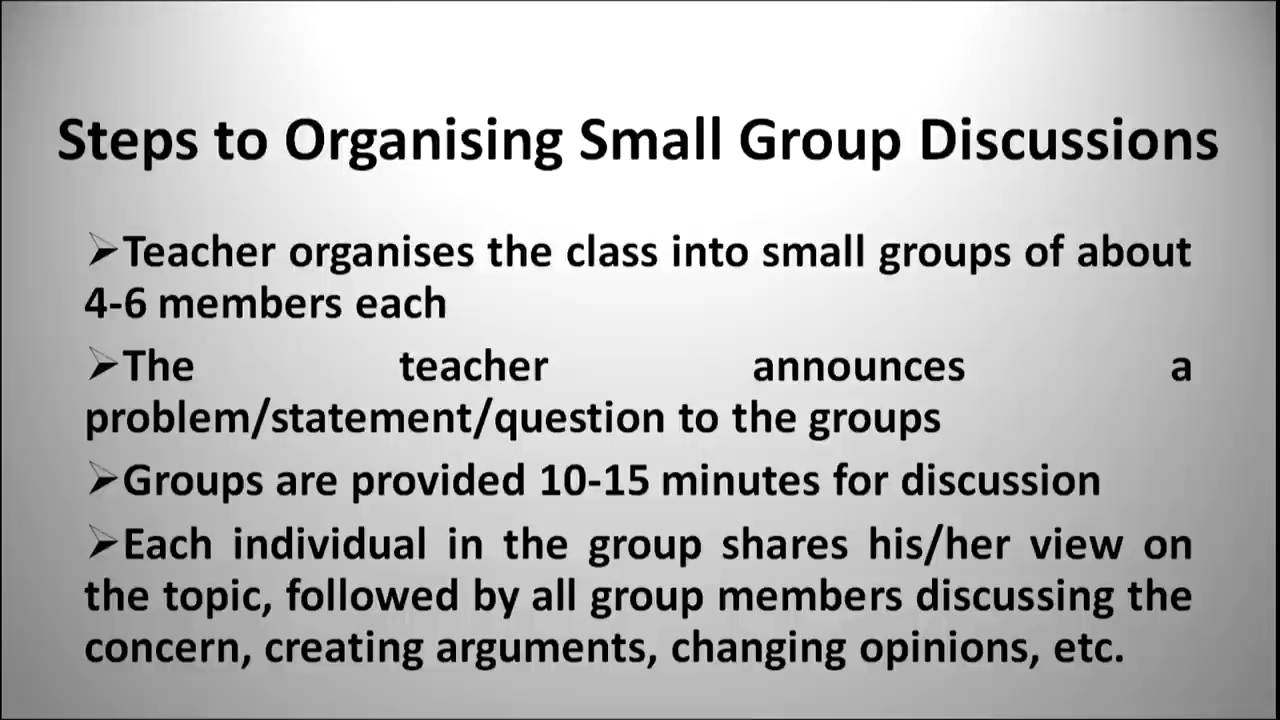 Steps to Organising Small Group Discussions
➢Teacher organises the class into small groups of about
4-6 members each
➢The teacher announces a
problem/statement/question to the groups
➢Groups are provided 10-15 minutes for discussion
➢Each individual in the group shares his/her view on
the topic, followed by all group members discussing the
concern, creating arguments, changing opinions, etc.